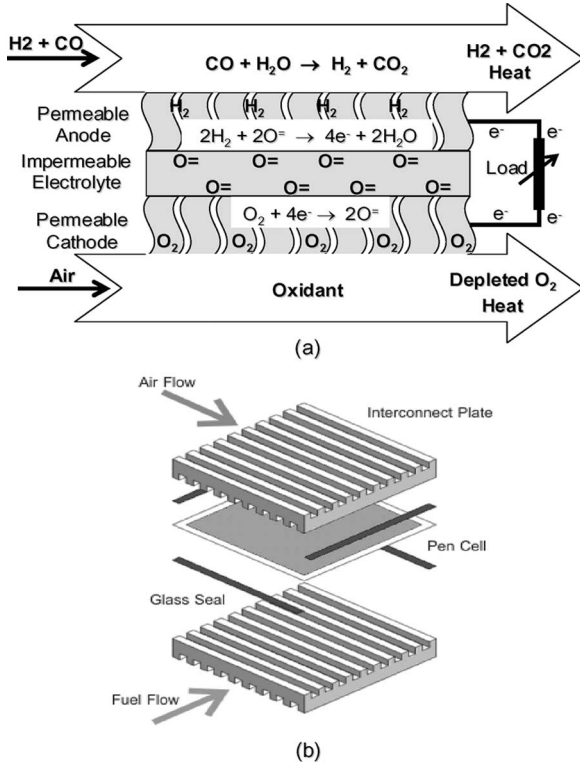 H2 + CO
CO + H₂O → H₂ + CO₂
H2 + CO2
Heat
H₂ H₂ H₂ H₂
Permeable
Anode
2H₂ + 2O⁼ → 4e⁻ + 2H₂O
e⁻ e⁻
Impermeable
Electrolyte
O= O= O= O=
O= O= O= O=
Load
Permeable
Cathode
O₂ + 4e⁻ → 2O⁼
e⁻ e⁻
O₂ O₂ O₂ O₂ O₂
Air
Oxidant
Depleted O₂
Heat
(a)
Air Flow
Interconnect Plate
Pen Cell
Glass Seal
Fuel Flow
(b)